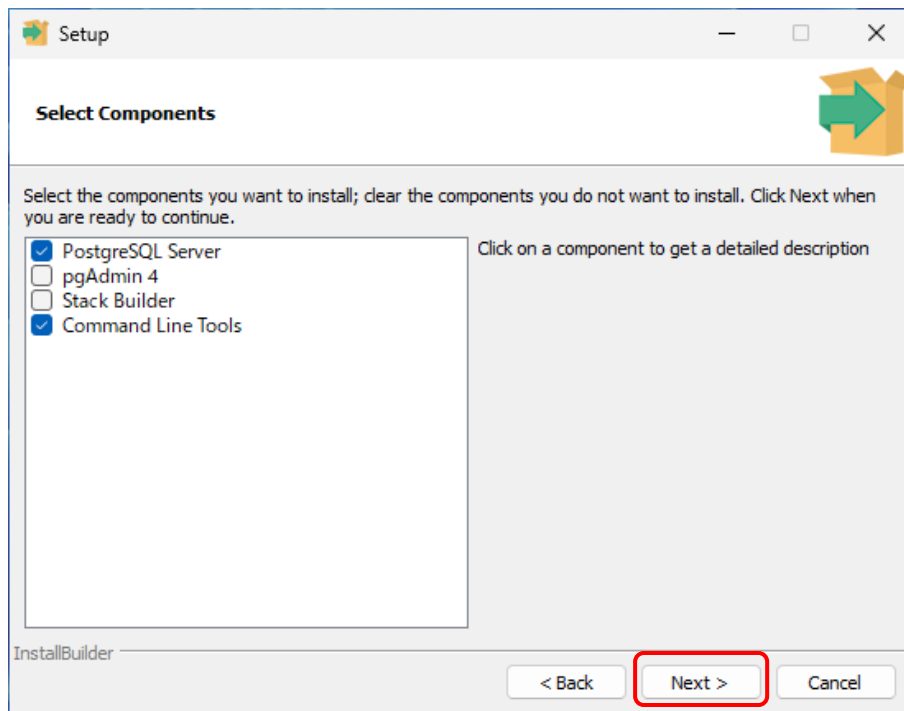 Setup
Select Components
Select the components you want to install; clear the components you do not want to install. Click Next when
you are ready to continue.
PostgreSQL Server
pgAdmin 4
Stack Builder
Command Line Tools
Click on a component to get a detailed description
InstallBuilder
< Back
Next >
Cancel